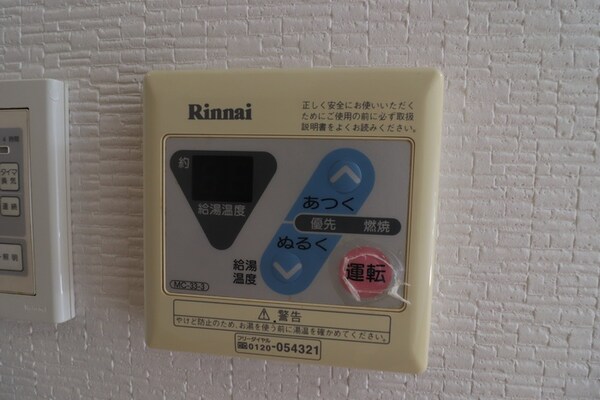 Rinnai
正しく安全にお使いいただく
ためにご使用の前に必ず取扱
説明書をよくお読みください。
約
給湯温度
あつく
優先 燃焼
ぬるく
給湯
温度
運転
MC-33-3
⚠ 警告
やけど防止のため、お湯を使う前に湯温を確かめてください。
フリーダイヤル
0120-054321